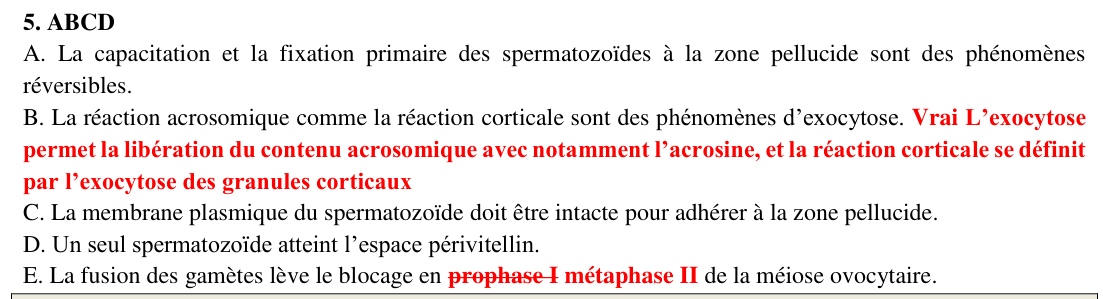 5. ABCD
A. La capacitation et la fixation primaire des spermatozoïdes à la zone pellucide sont des phénomènes
réversibles.
B. La réaction acrosomique comme la réaction corticale sont des phénomènes d’exocytose. Vrai L’exocytose
permet la libération du contenu acrosomique avec notamment l’acrosine, et la réaction corticale se définit
par l’exocytose des granules corticaux
C. La membrane plasmique du spermatozoïde doit être intacte pour adhérer à la zone pellucide.
D. Un seul spermatozoïde atteint l’espace périvitellin.
E. La fusion des gamètes lève le blocage en prophase I métaphase II de la méiose ovocytaire.